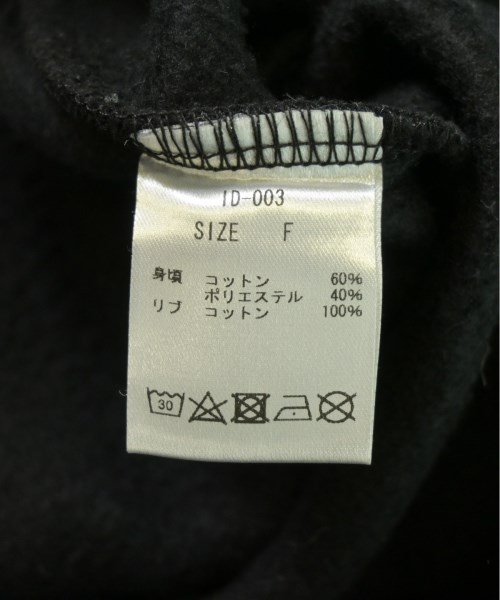 ID-003
SIZE F
身頃 コットン 60%
ポリエステル 40%
リブ コットン 100%
30